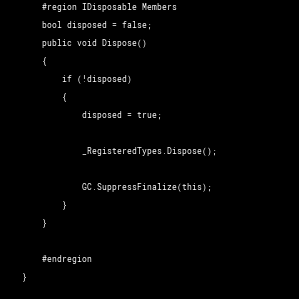 #region IDisposable Members
bool disposed = false;
public void Dispose()
{
if (!disposed)
{
disposed = true;
_RegisteredTypes.Dispose();
GC.SuppressFinalize(this);
}
}
#endregion
}